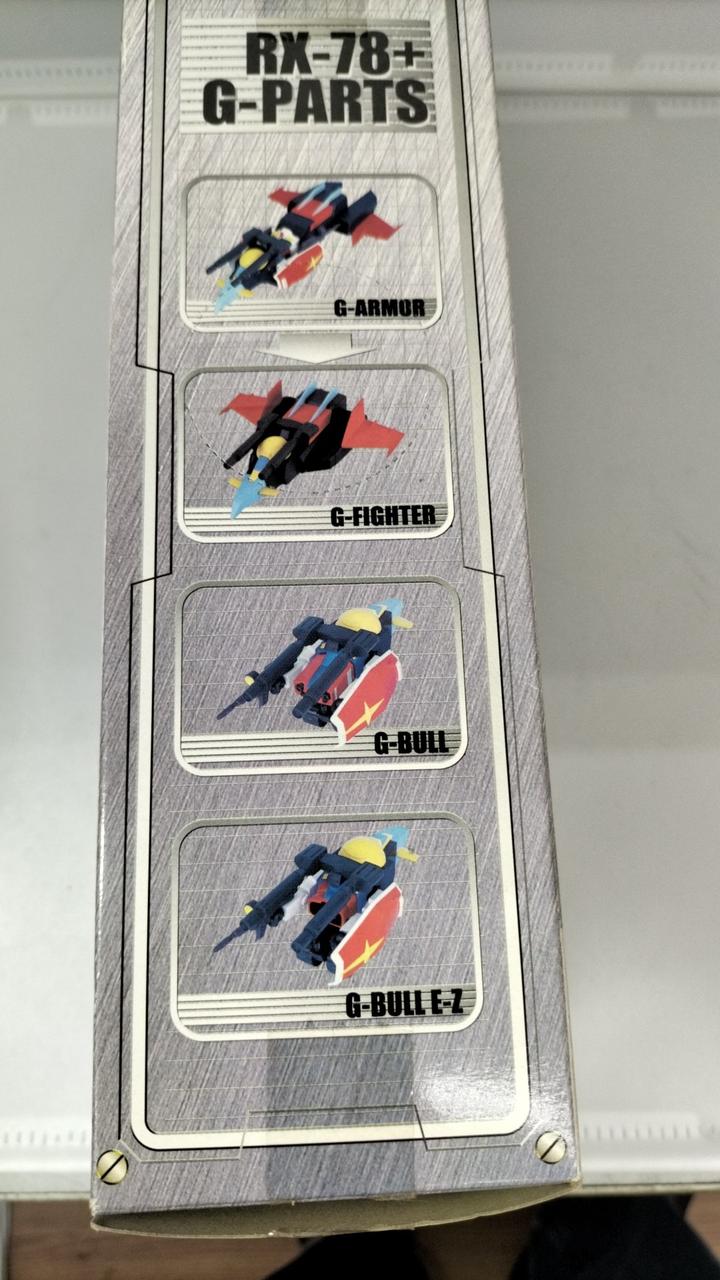 RX-78+
G-PARTS
G-ARMOR
G-FIGHTER
G-BULL
G-BULL E-Z